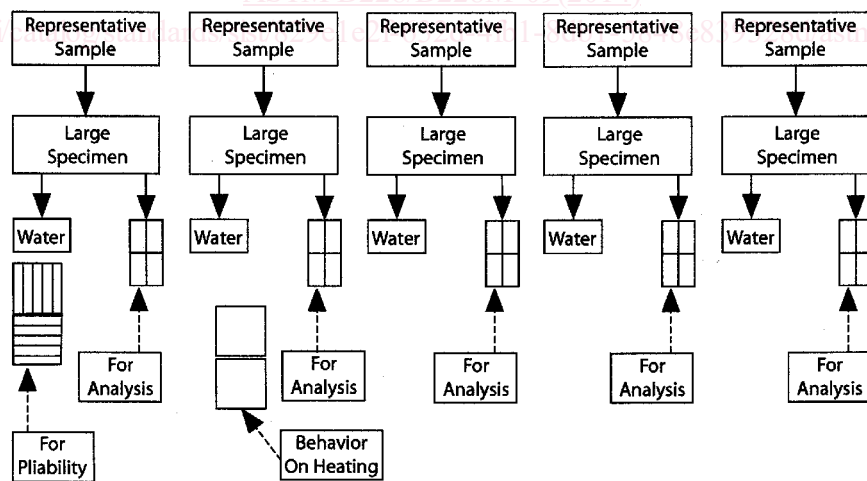 Representative Sample
Representative Sample
Representative Sample
Representative Sample
Representative Sample
Large Specimen
Large Specimen
Large Specimen
Large Specimen
Large Specimen
Water
Water
Water
Water
Water
For Analysis
For Analysis
For Analysis
For Analysis
For Analysis
For Pliability
Behavior On Heating